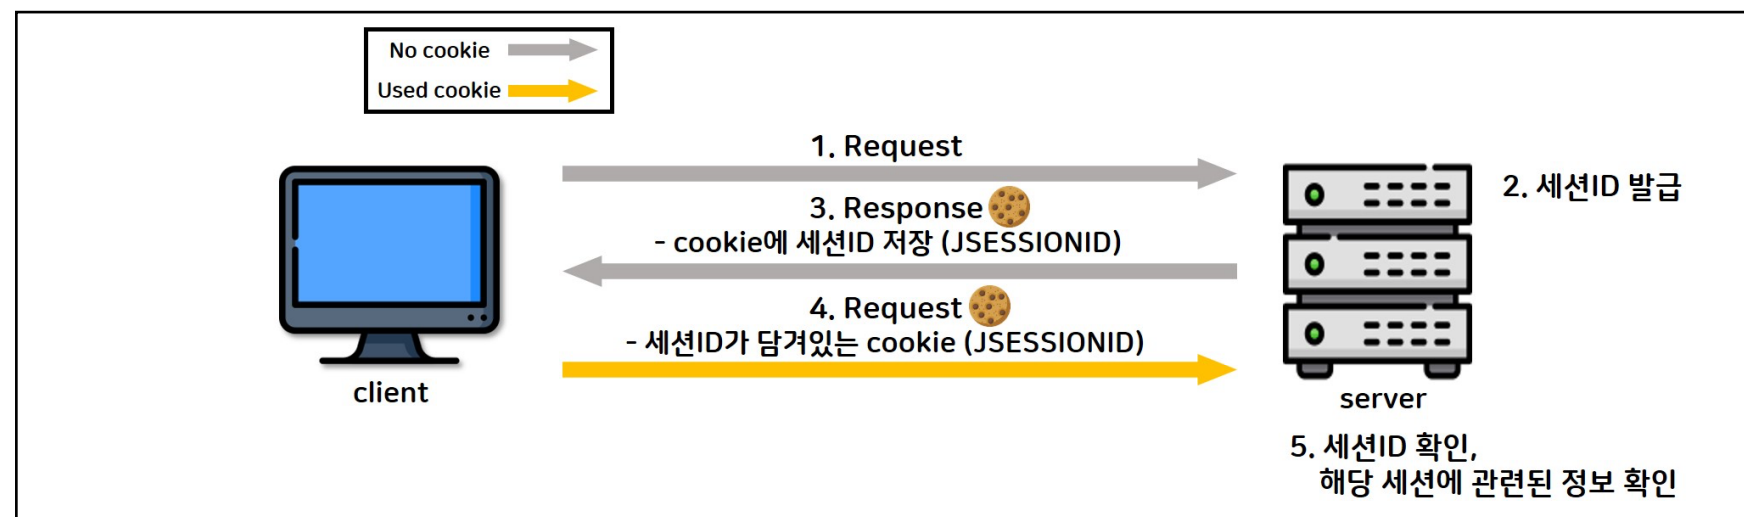 No cookie
Used cookie
1. Request
2. 세션ID 발급
3. Response
- cookie에 세션ID 저장 (JSESSIONID)
4. Request
- 세션ID가 담겨있는 cookie (JSESSIONID)
client
server
5. 세션ID 확인,
해당 세션에 관련된 정보 확인